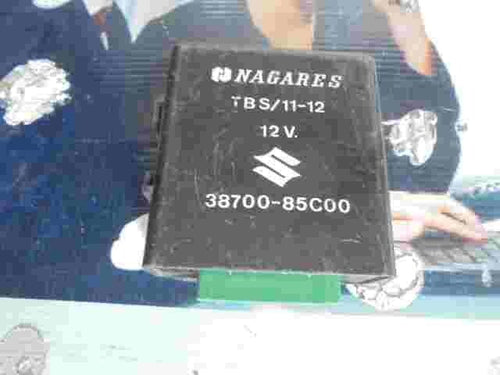 NAGARES
TBS/11-12
12 V.
38700-85C00